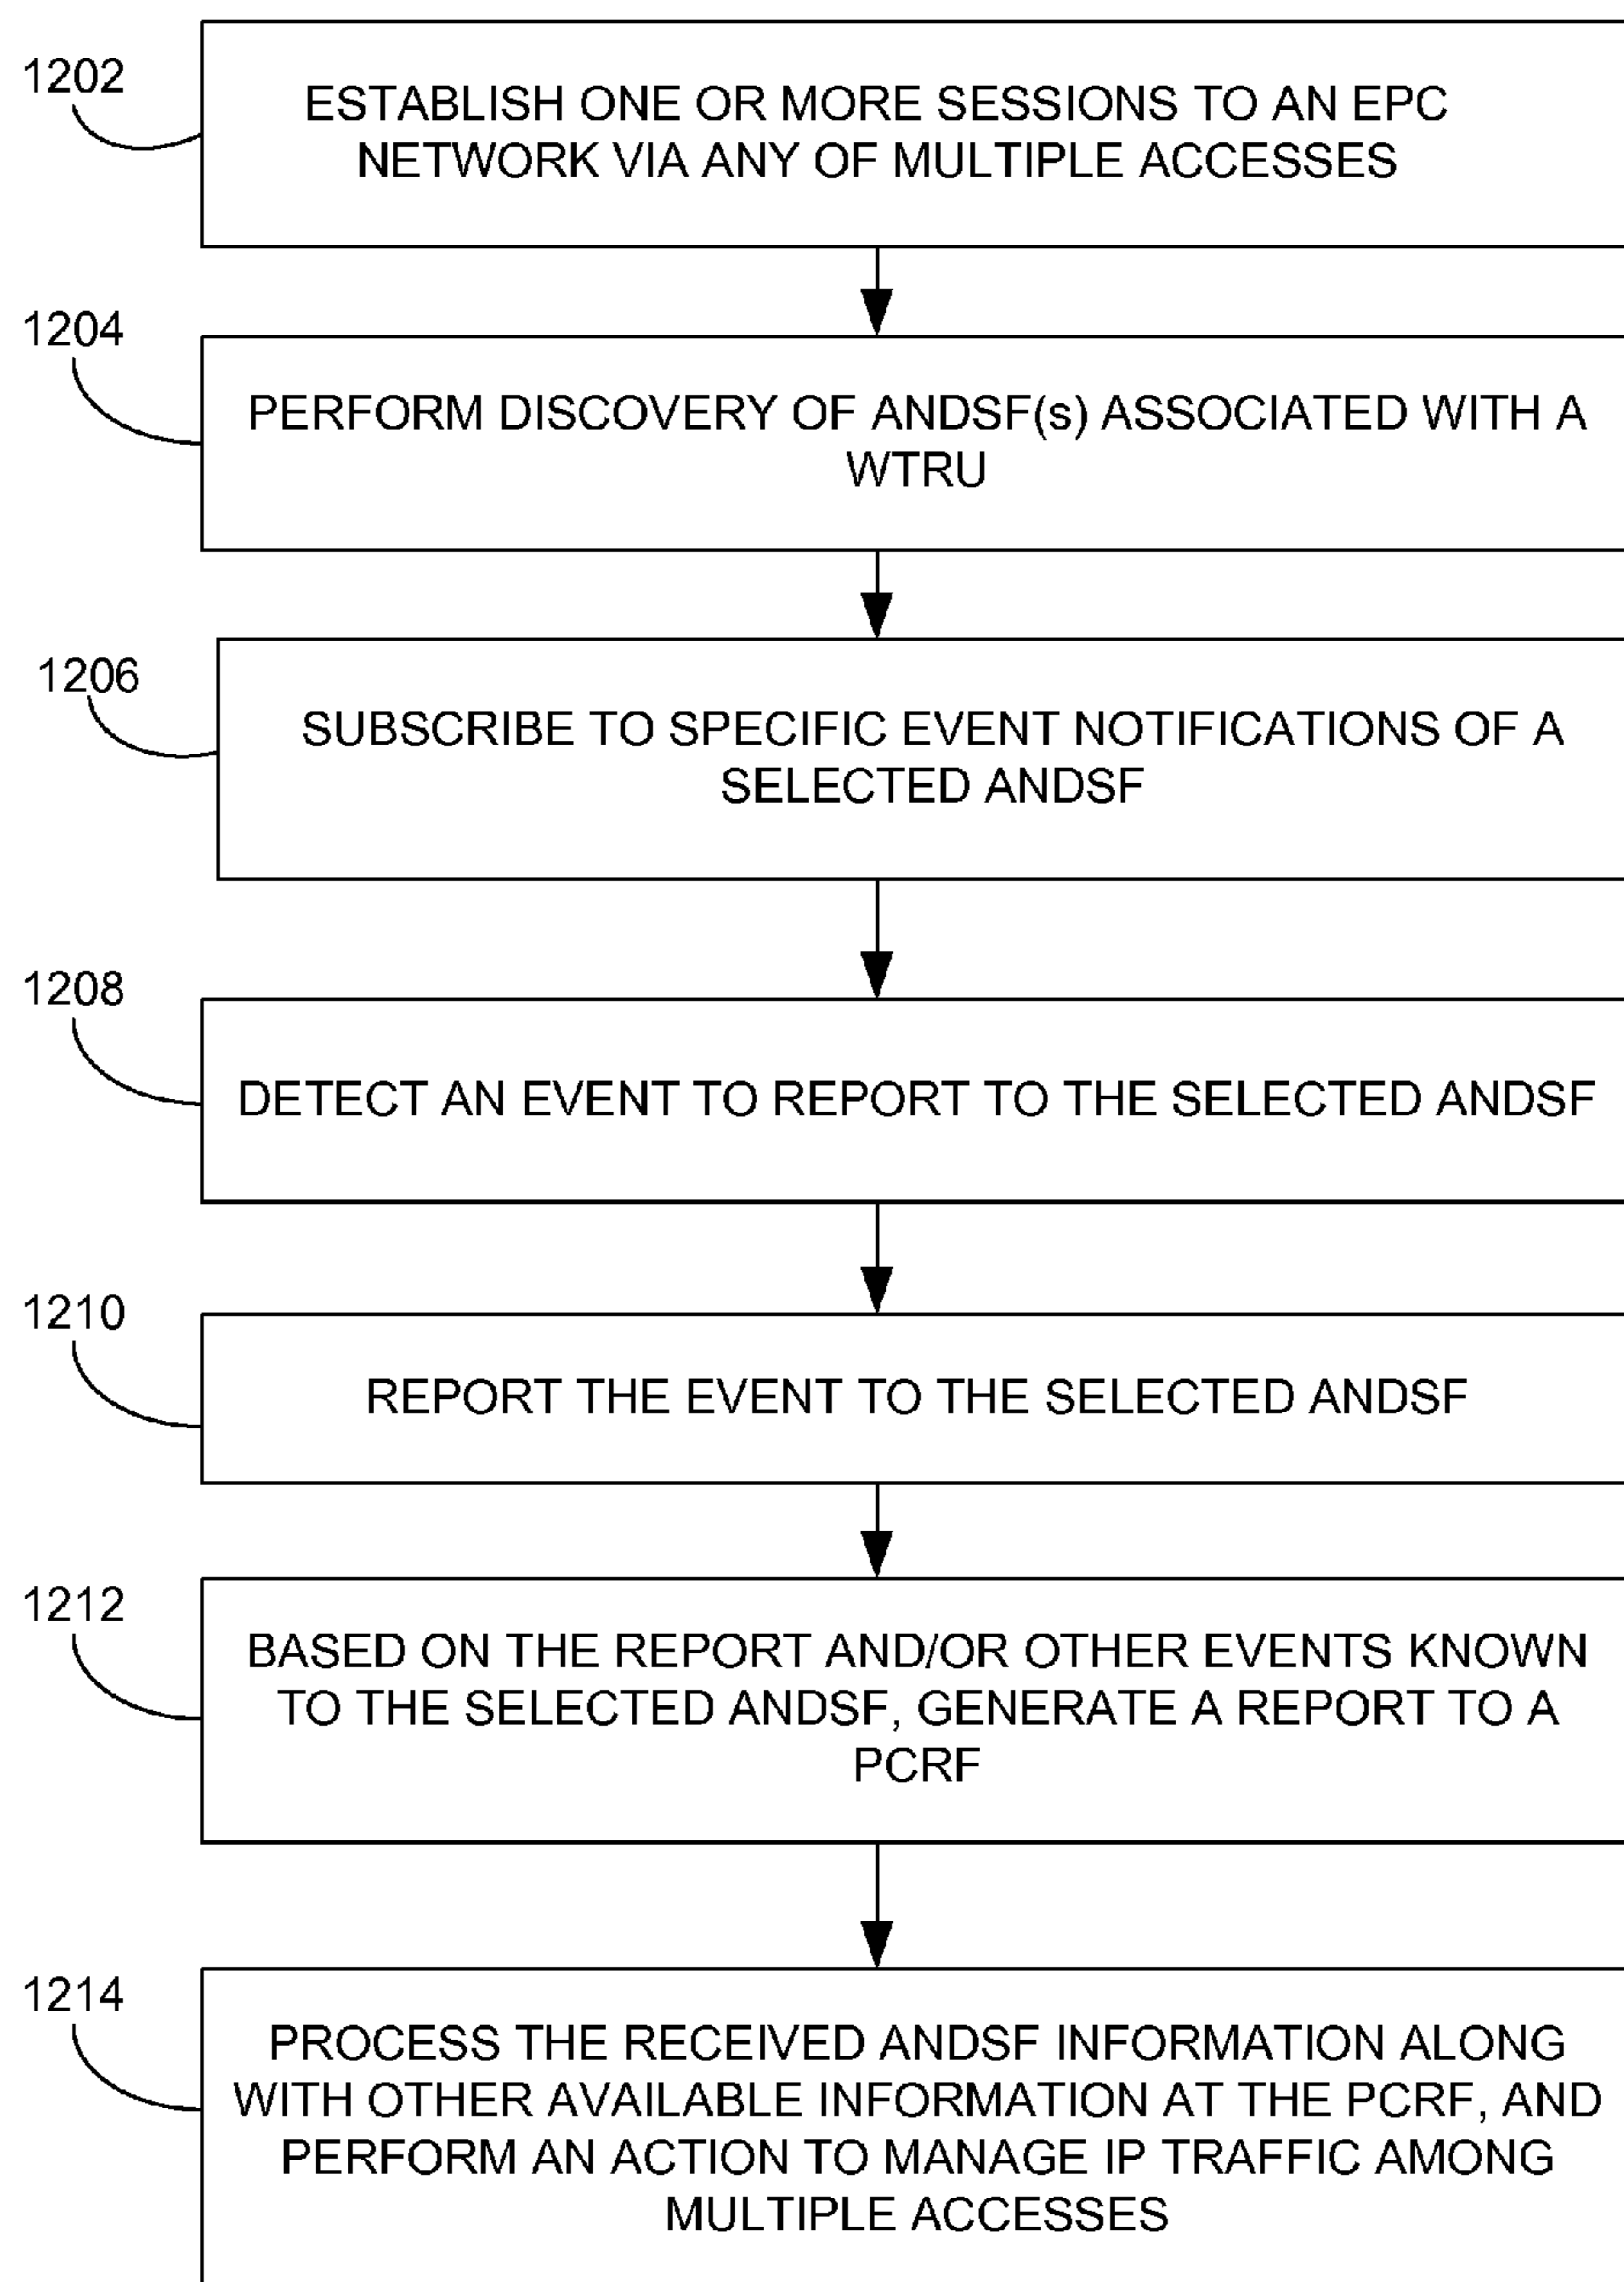 1202
ESTABLISH ONE OR MORE SESSIONS TO AN EPC
NETWORK VIA ANY OF MULTIPLE ACCESSES
1204
PERFORM DISCOVERY OF ANDSF(s) ASSOCIATED WITH A
WTRU
1206
SUBSCRIBE TO SPECIFIC EVENT NOTIFICATIONS OF A
SELECTED ANDSF
1208
DETECT AN EVENT TO REPORT TO THE SELECTED ANDSF
1210
REPORT THE EVENT TO THE SELECTED ANDSF
1212
BASED ON THE REPORT AND/OR OTHER EVENTS KNOWN
TO THE SELECTED ANDSF, GENERATE A REPORT TO A
PCRF
1214
PROCESS THE RECEIVED ANDSF INFORMATION ALONG
WITH OTHER AVAILABLE INFORMATION AT THE PCRF, AND
PERFORM AN ACTION TO MANAGE IP TRAFFIC AMONG
MULTIPLE ACCESSES